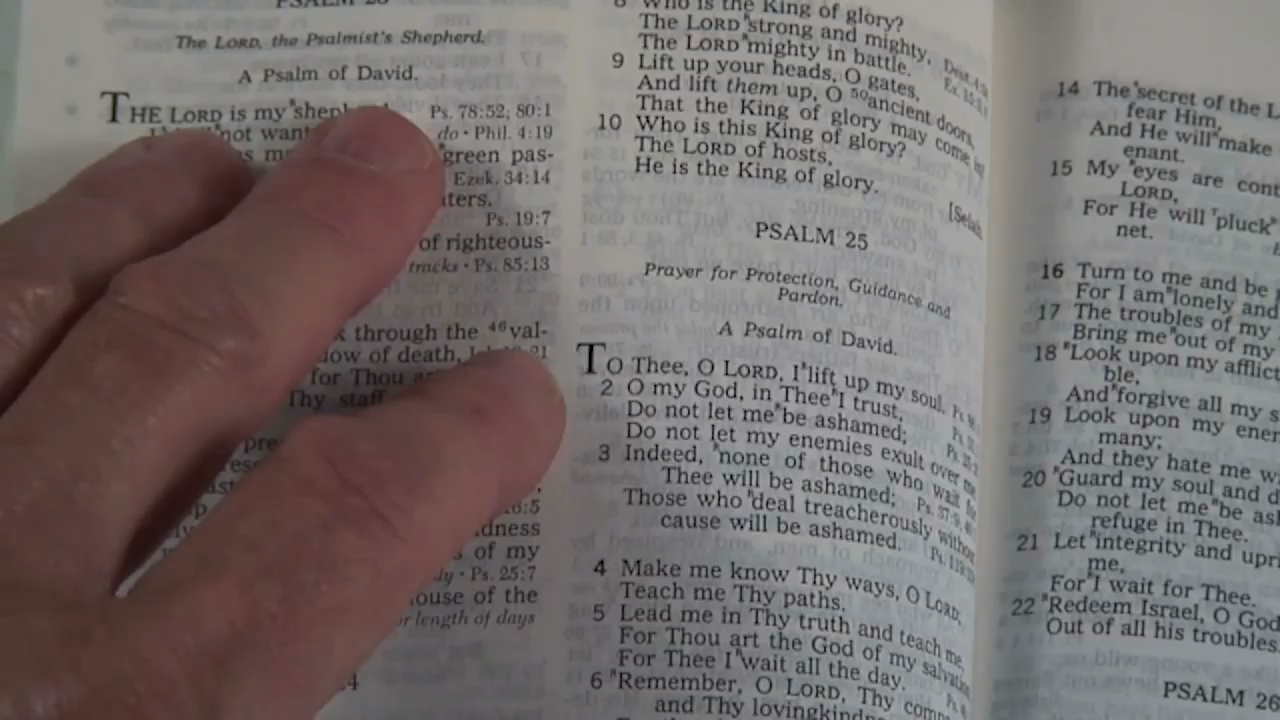 PSALM 23
The LORD, the Psalmist's Shepherd.
A Psalm of David.
THE LORD is my
Ps. 78:52; 80:1
not want
do • Phil. 4:19
green pas-
Ezek. 34:14
Ps. 19:7
of righteous-
tracks • Ps. 85:13
through the 46val-
of death,
for Thou
Thy staff
of my
Ps. 25:7
of the
length of days
8 Who is the King of glory?
The LORD strong and mighty,
The LORD mighty in battle.
9 Lift up your heads, O gates,
And lift them up, O 50ancient doors,
That the King of glory may come
10 Who is this King of glory?
The LORD of hosts,
He is the King of glory.
[Selah.
PSALM 25
Prayer for Protection, Guidance and
Pardon.
A Psalm of David.
TO Thee, O LORD, I lift up my soul.
2 O my God, in Thee I trust,
Do not let me be ashamed;
Do not let my enemies exult over me.
3 Indeed, none of those who wait for
Thee will be ashamed;
Those who deal treacherously without
cause will be ashamed.
4 Make me know Thy ways, O LORD;
Teach me Thy paths.
5 Lead me in Thy truth and teach me,
For Thou art the God of my salvation
For Thee I wait all the day.
6 Remember, O LORD, Thy
and Thy
14 The secret of the
fear Him,
And He will make
enant.
15 My eyes are
LORD,
For He will pluck
net.
16 Turn to me and be
For I am lonely and
17 The troubles of my
Bring me out of my
18 Look upon my afflict
ble,
And forgive all my
19 Look upon my
many;
And they hate me
20 Guard my soul and
Do not let me be
refuge in Thee.
21 Let integrity and
me,
For I wait for Thee.
22 Redeem Israel, O God
Out of all his troubles.
PSALM 26